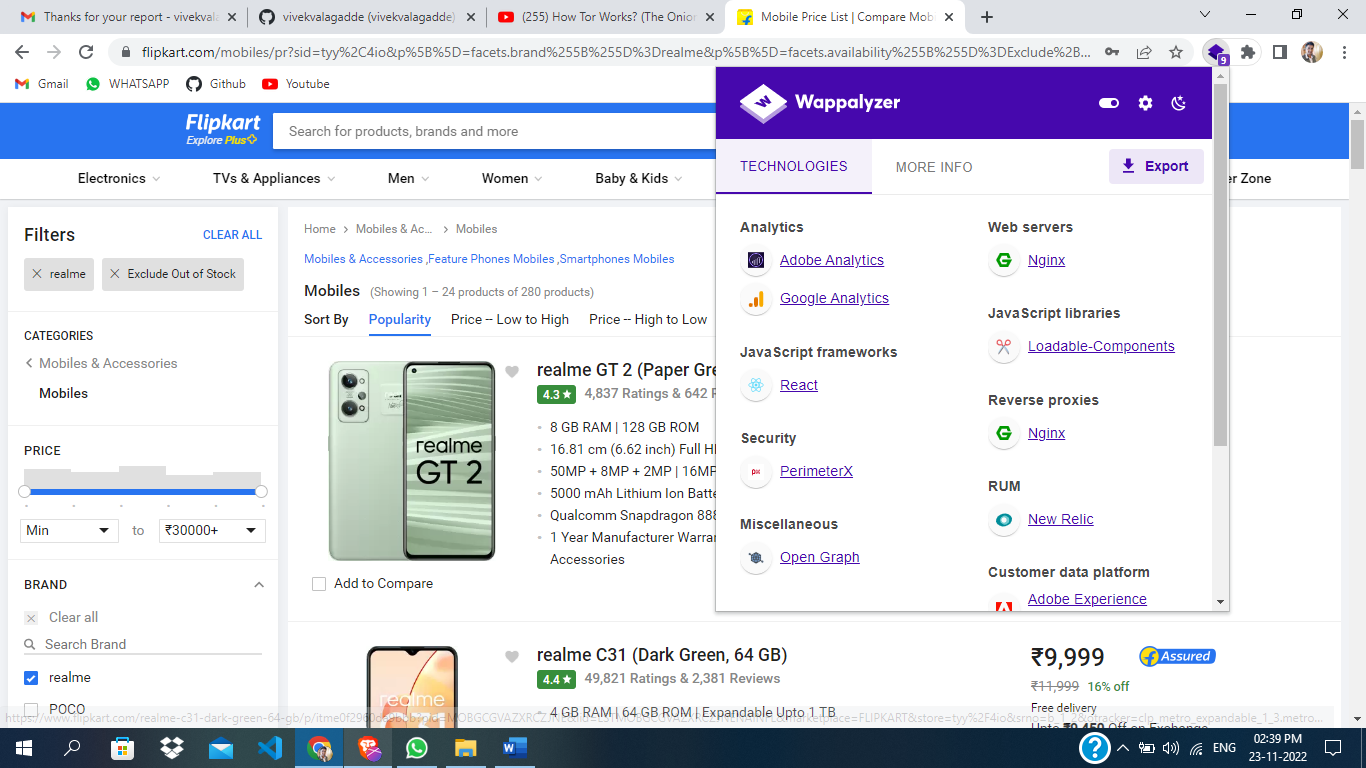 Thanks for your report - vivekval
vivekvalagadde (vivekvalagadde)
(255) How Tor Works? (The Onion
Mobile Price List | Compare Mob
flipkart.com/mobiles/pr?sid=tyy%2C4io&p%5B%5D=facets.brand%255B%255D%3Drealme&p%5B%5D=facets.availability%255B%255D%3DExclude%2B...
9
Gmail
WHATSAPP
Github
Youtube
Flipkart
Explore Plus
Search for products, brands and more
Electronics
TVs & Appliances
Men
Women
Baby & Kids
er Zone
Wappalyzer
TECHNOLOGIES
MORE INFO
Export
Analytics
Adobe Analytics
Google Analytics
JavaScript frameworks
React
Security
PerimeterX
Miscellaneous
Open Graph
Web servers
Nginx
JavaScript libraries
Loadable-Components
Reverse proxies
Nginx
RUM
New Relic
Customer data platform
Adobe Experience
Filters
CLEAR ALL
realme
Exclude Out of Stock
CATEGORIES
Mobiles & Accessories
Mobiles
PRICE
Min
to
₹30000+
BRAND
Clear all
Search Brand
realme
POCO
Home
Mobiles & Ac...
Mobiles
Mobiles & Accessories ,Feature Phones Mobiles ,Smartphones Mobiles
Mobiles (Showing 1 – 24 products of 280 products)
Sort By
Popularity
Price -- Low to High
Price -- High to Low
realme
GT 2
Add to Compare
realme GT 2 (Paper Gre
4.3
4,837 Ratings & 642 R
8 GB RAM | 128 GB ROM
16.81 cm (6.62 inch) Full HD
50MP + 8MP + 2MP | 16MP
5000 mAh Lithium Ion Batte
Qualcomm Snapdragon 888
1 Year Manufacturer Warran
Accessories
realme
realme C31 (Dark Green, 64 GB)
4.4
49,821 Ratings & 2,381 Reviews
4 GB RAM | 64 GB ROM | Expandable Upto 1 TB
₹9,999
Assured
₹11,999 16% off
Free delivery
Upto ₹9,450 Off on Exchange
ENG
02:39 PM
23-11-2022